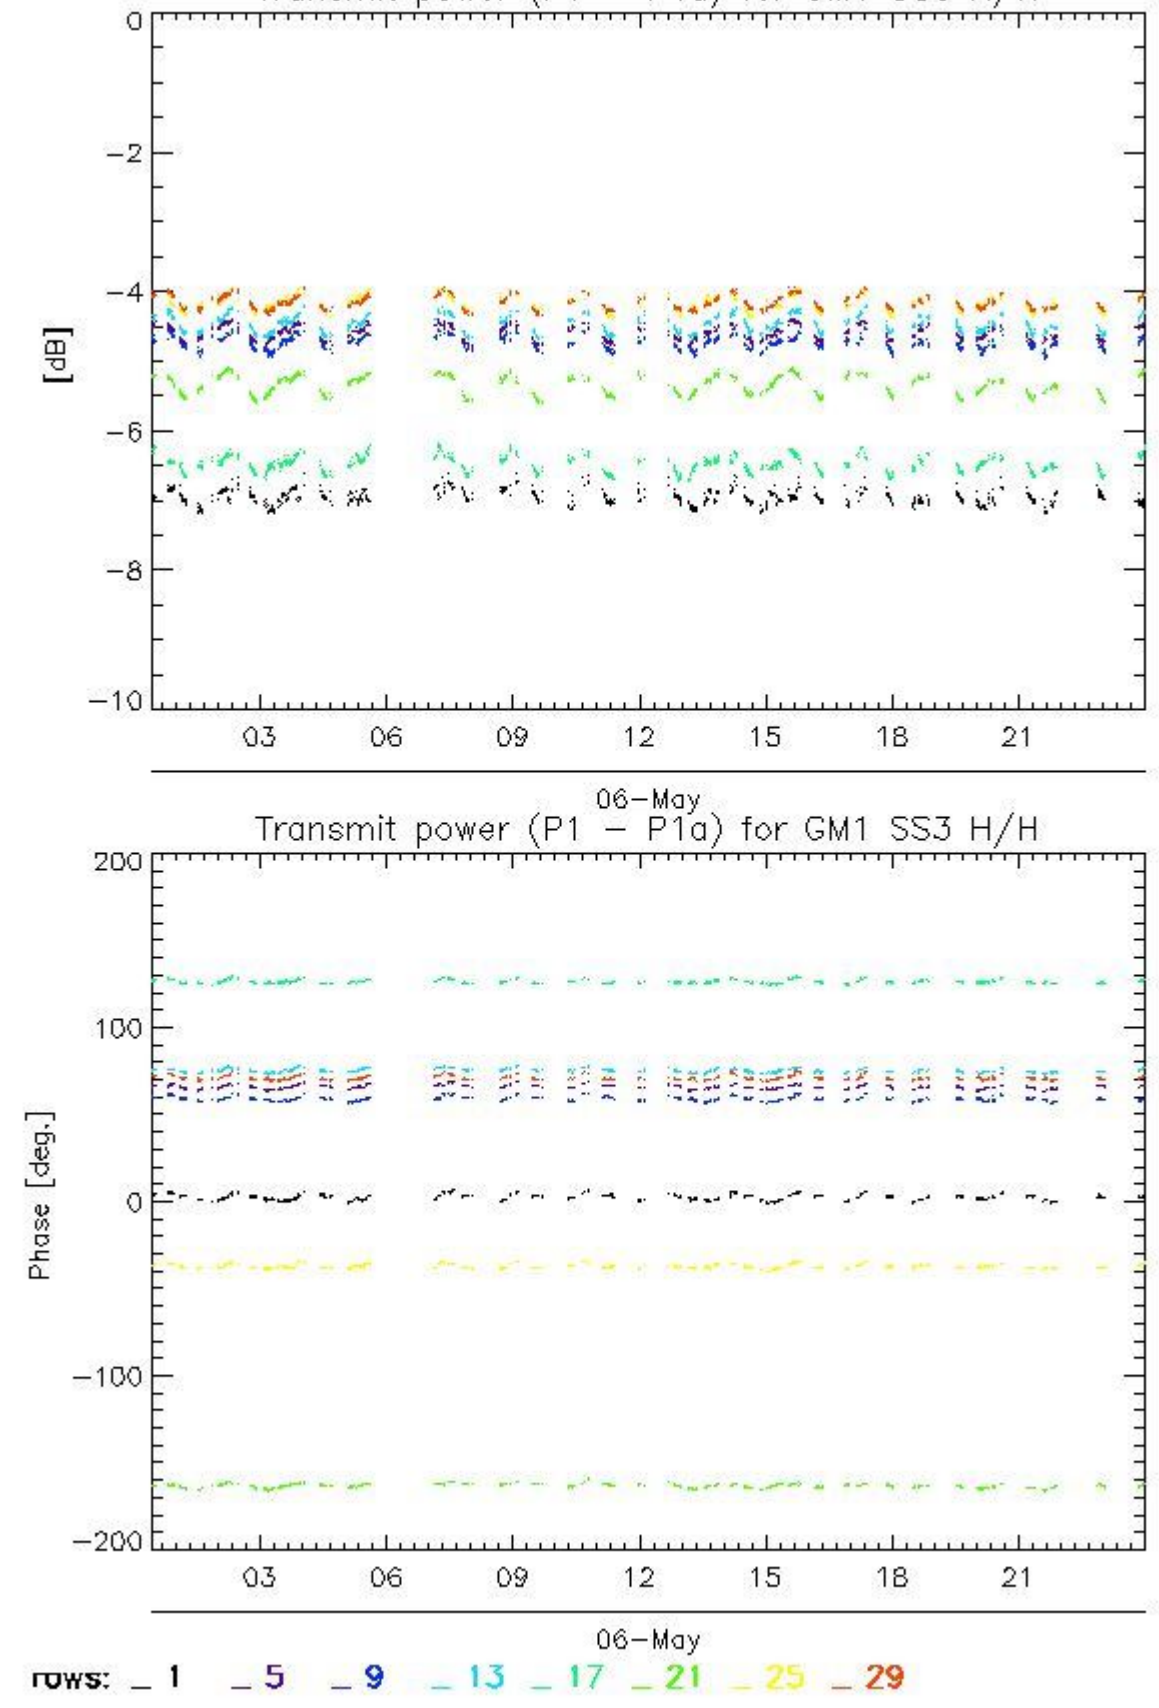 0
−2
−4
[dB]
−6
−8
−10
03 06 09 12 15 18 21
06−May
Transmit power (P1 − P1a) for GM1 SS3 H/H
200
100
Phase [deg.]
0
−100
−200
03 06 09 12 15 18 21
06−May
rows: _ 1 _ 5 _ 9 _ 13 _ 17 _ 21 _ 25 _ 29